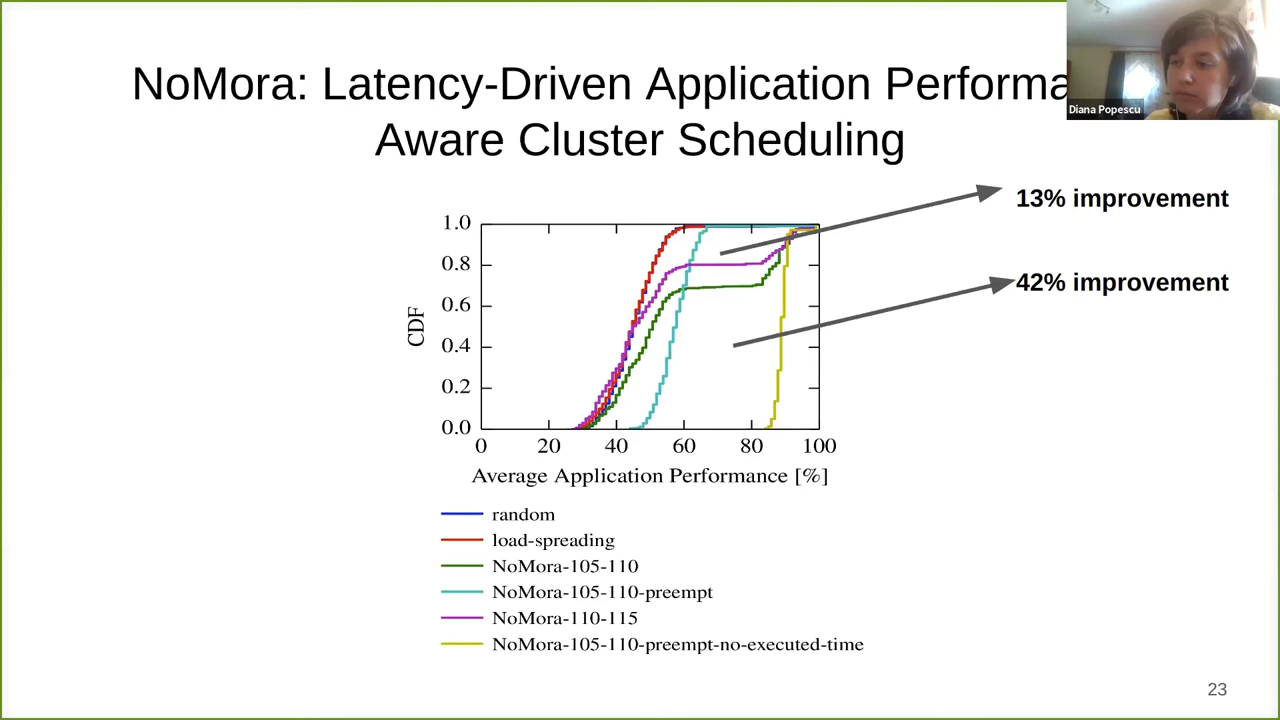 NoMora: Latency-Driven Application Performa
Aware Cluster Scheduling
Diana Popescu
13% improvement
42% improvement
1.0
0.8
0.6
0.4
0.2
0.0
CDF
0 20 40 60 80 100
Average Application Performance [%]
random
load-spreading
NoMora-105-110
NoMora-105-110-preempt
NoMora-110-115
NoMora-105-110-preempt-no-executed-time
23